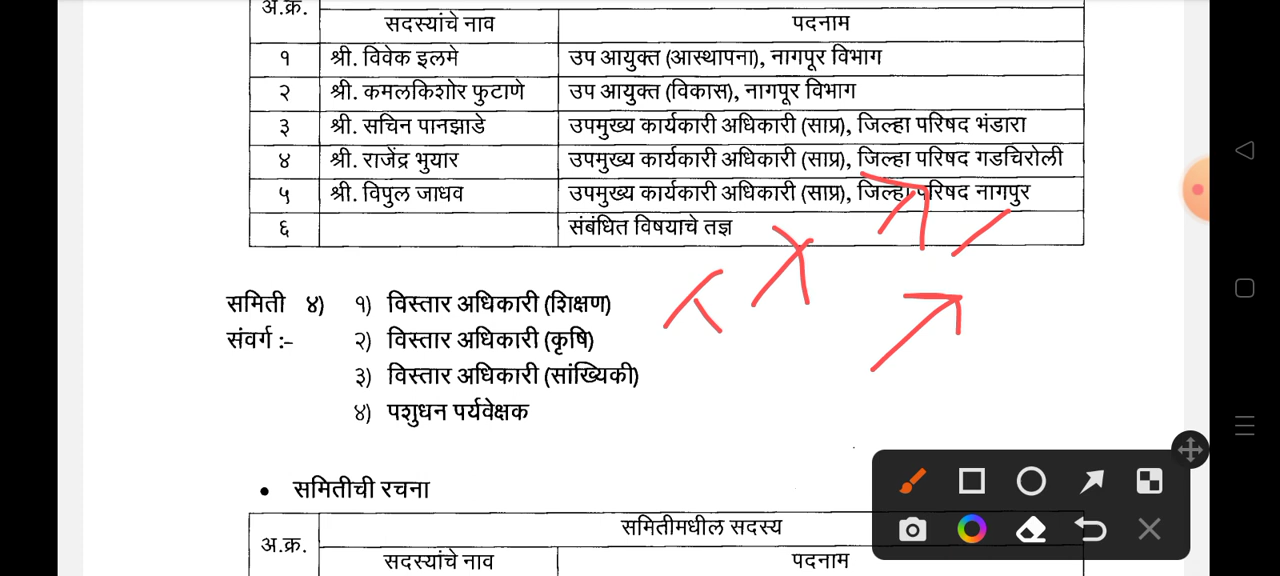 अ.क्र.
सदस्यांचे नाव पदनाम
१ श्री. विवेक इलमे उप आयुक्त (आस्थापना), नागपूर विभाग
२ श्री. कमलकिशोर फुटाणे उप आयुक्त (विकास), नागपूर विभाग
३ श्री. सचिन पानझाडे उपमुख्य कार्यकारी अधिकारी (साप्र), जिल्हा परिषद भंडारा
४ श्री. राजेंद्र भुयार उपमुख्य कार्यकारी अधिकारी (साप्र), जिल्हा परिषद गडचिरोली
५ श्री. विपुल जाधव उपमुख्य कार्यकारी अधिकारी (साप्र), जिल्हा परिषद नागपुर
६ संबंधित विषयाचे तज्ञ
समिती ४) १) विस्तार अधिकारी (शिक्षण)
संवर्ग :- २) विस्तार अधिकारी (कृषि)
३) विस्तार अधिकारी (सांख्यिकी)
४) पशुधन पर्यवेक्षक
• समितीची रचना
समितीमधील सदस्य
अ.क्र.
सदस्यांचे नाव पदनाम